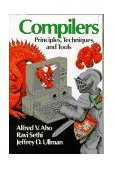 Compilers
Principles, Techniques,
and Tools
Alfred V. Aho
Ravi Sethi
Jeffrey D. Ullman